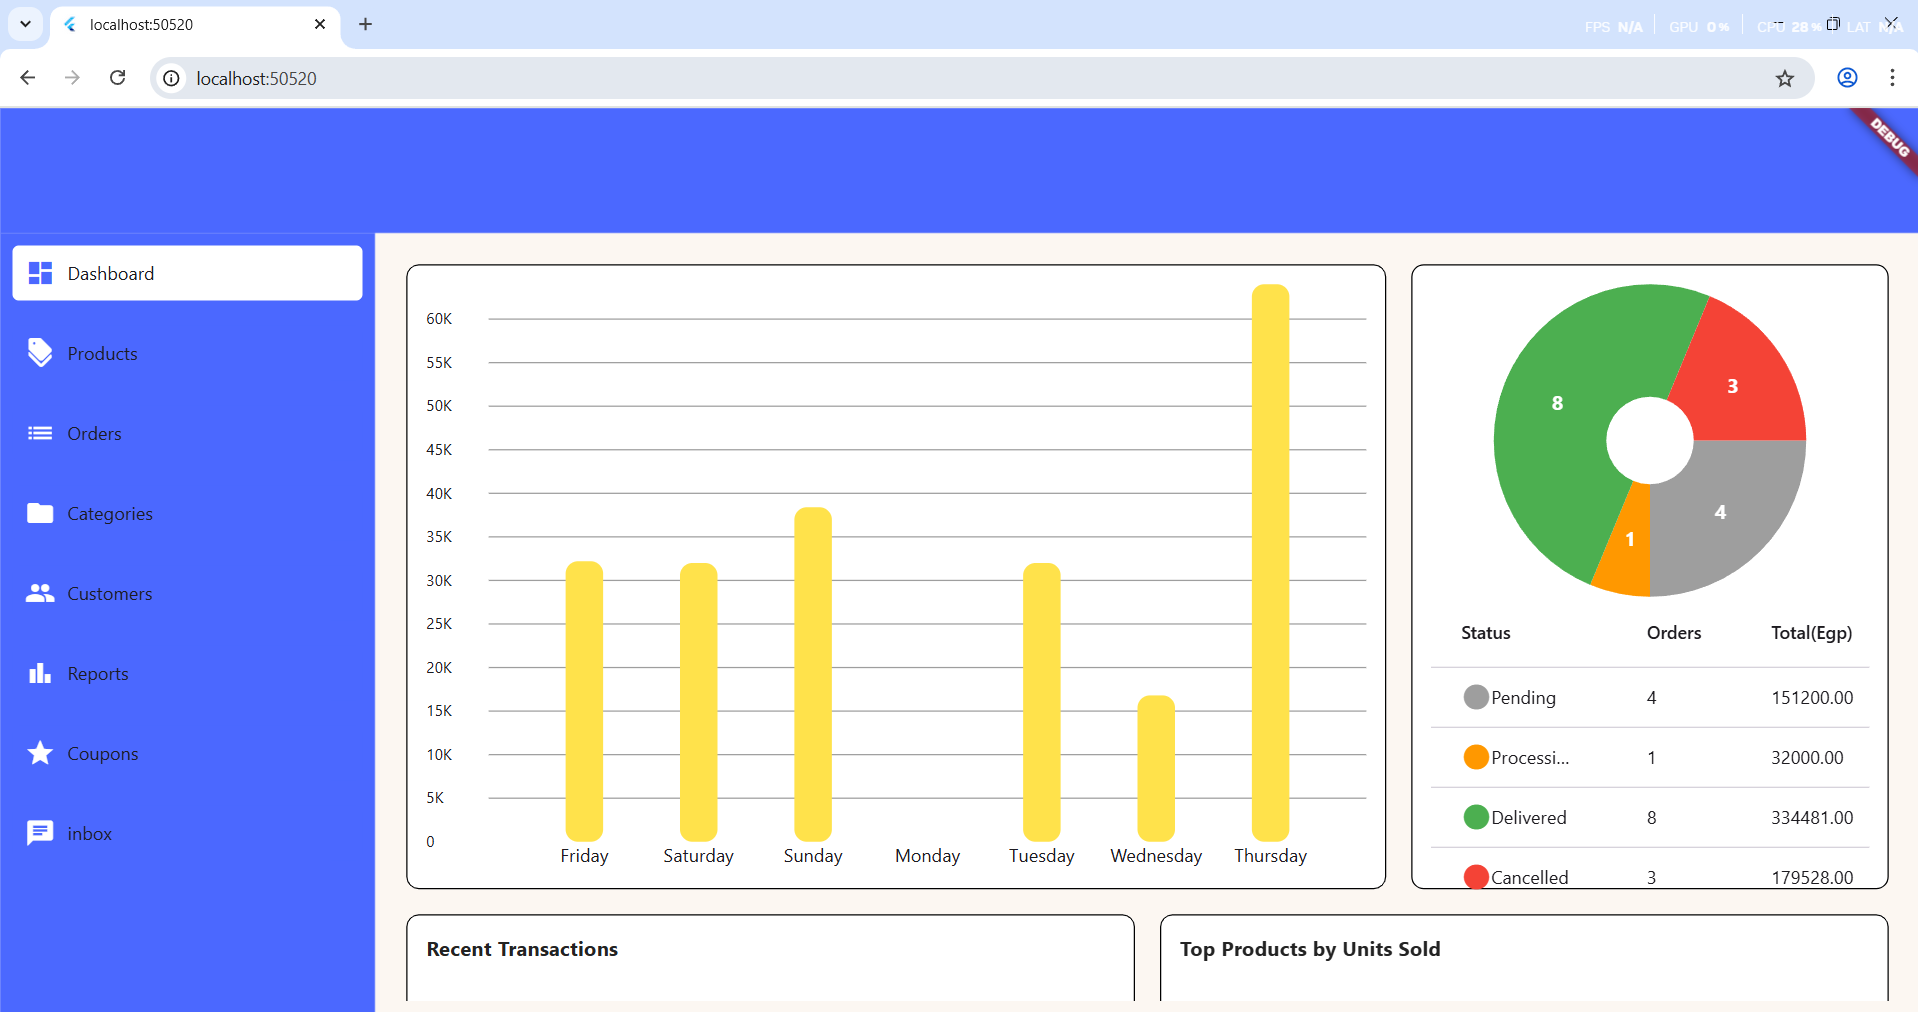 localhost:50520
FPS N/A GPU 0% CPU 28% LAT N/A
localhost:50520
DEBUG
Dashboard
Products
Orders
Categories
Customers
Reports
Coupons
inbox
60K
55K
50K
45K
40K
35K
30K
25K
20K
15K
10K
5K
0
Friday Saturday Sunday Monday Tuesday Wednesday Thursday
8
3
4
1
Status Orders Total(Egp)
Pending 4 151200.00
Processi... 1 32000.00
Delivered 8 334481.00
Cancelled 3 179528.00
Recent Transactions
Top Products by Units Sold